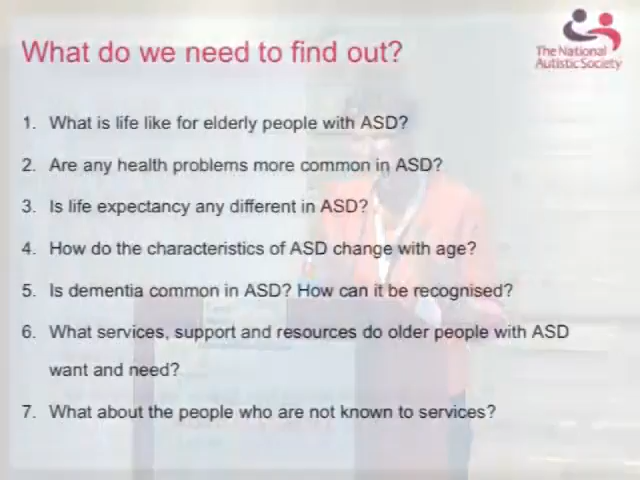 What do we need to find out?
The National
Autistic Society
1. What is life like for elderly people with ASD?
2. Are any health problems more common in ASD?
3. Is life expectancy any different in ASD?
4. How do the characteristics of ASD change with age?
5. Is dementia common in ASD? How can it be recognised?
6. What services, support and resources do older people with ASD
want and need?
7. What about the people who are not known to services?